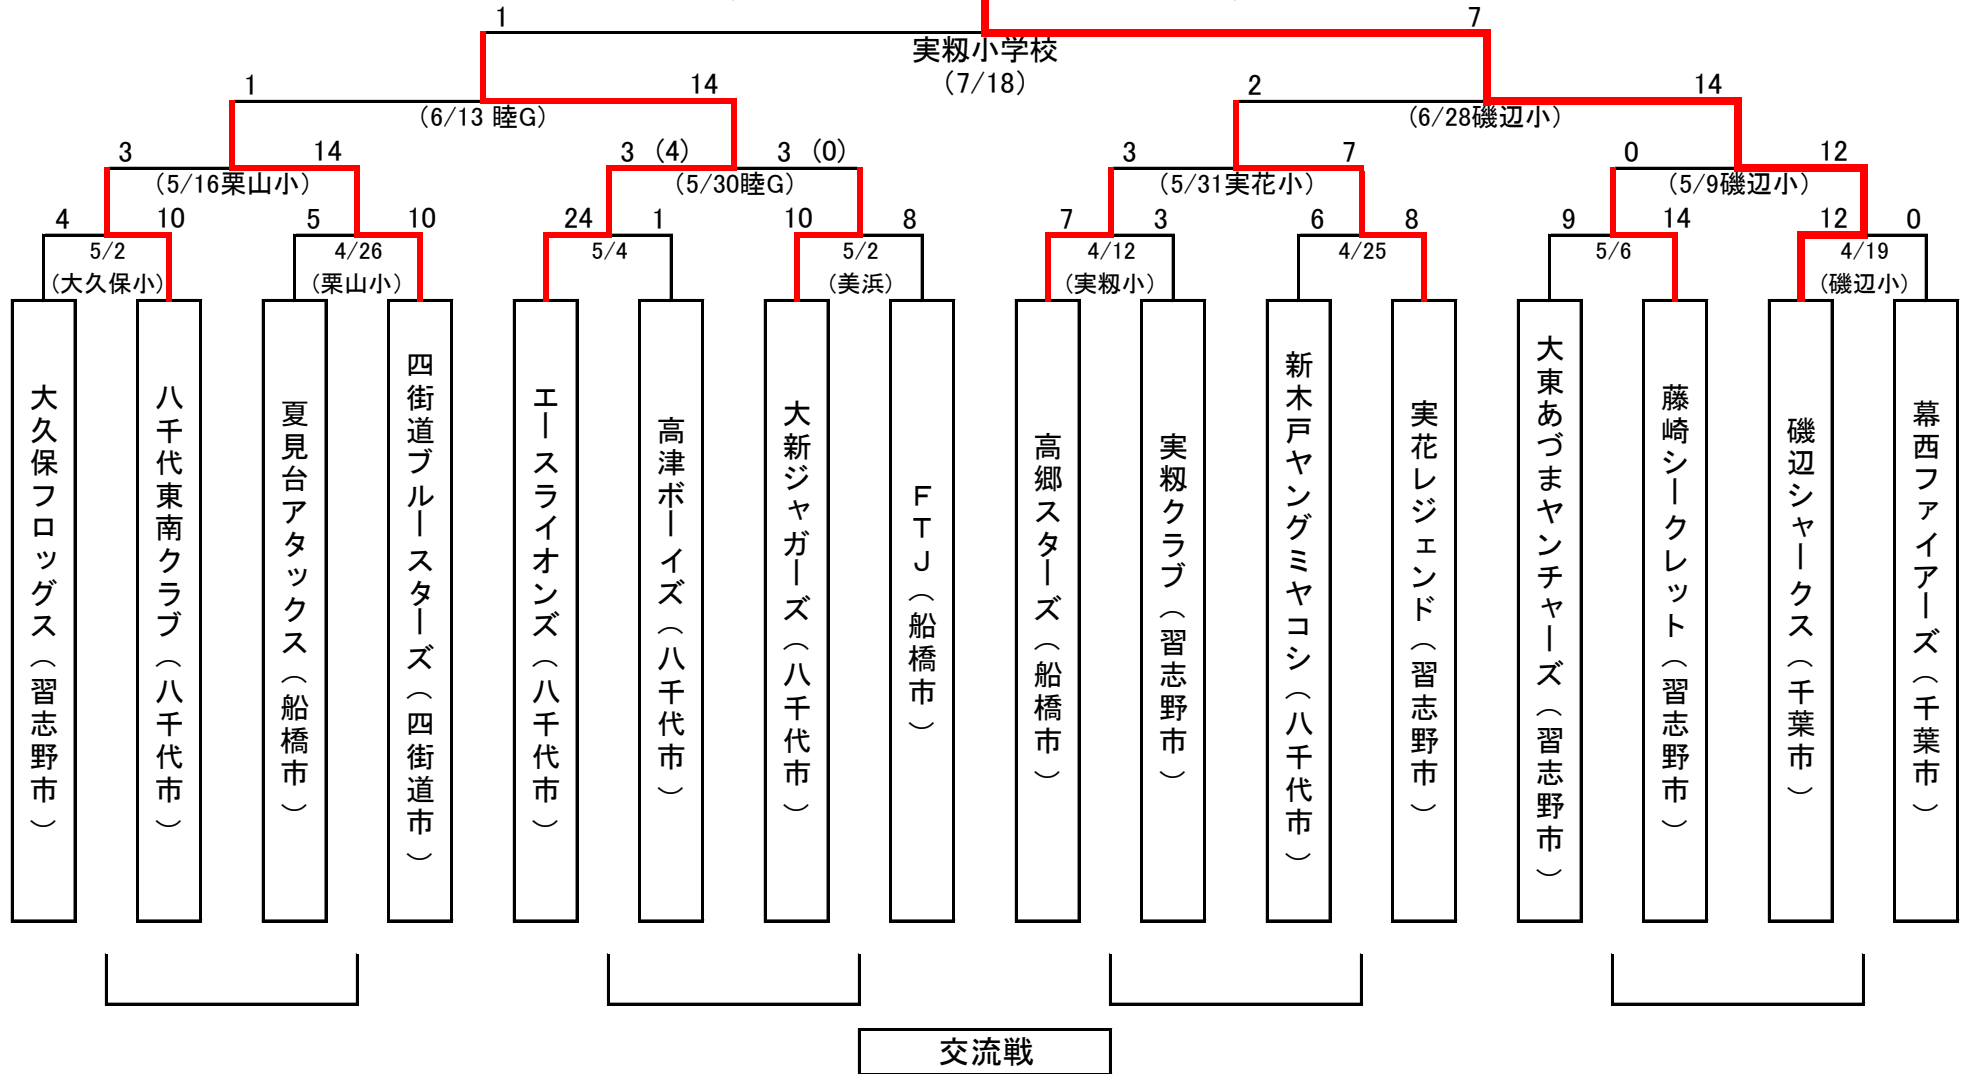 1 7
実籾小学校
(7/18)
1 14 2 14
(6/13 睦G) (6/28磯辺小)
3 14 3 (4) 3 (0) 3 7 0 12
(5/16栗山小) (5/30睦G) (5/31実花小) (5/9磯辺小)
4 10 5 10 24 1 10 8 7 3 6 8 9 14 12 0
5/2 4/26 5/4 5/2 4/12 4/25 5/6 4/19
(大久保小) (栗山小) (美浜) (実籾小) (磯辺小)
大久保フロッグス(習志野市)
八千代東南クラブ(八千代市)
夏見台アタックス(船橋市)
四街道ブルースターズ(四街道市)
エースライオンズ(八千代市)
高津ボーイズ(八千代市)
大新ジャガーズ(八千代市)
FTJ(船橋市)
高郷スターズ(船橋市)
実籾クラブ(習志野市)
新木戸ヤングミヤコシ(八千代市)
実花レジェンド(習志野市)
大東あづまヤンチャーズ(習志野市)
藤崎シークレット(習志野市)
磯辺シャークス(千葉市)
幕西ファイアーズ(千葉市)
交流戦